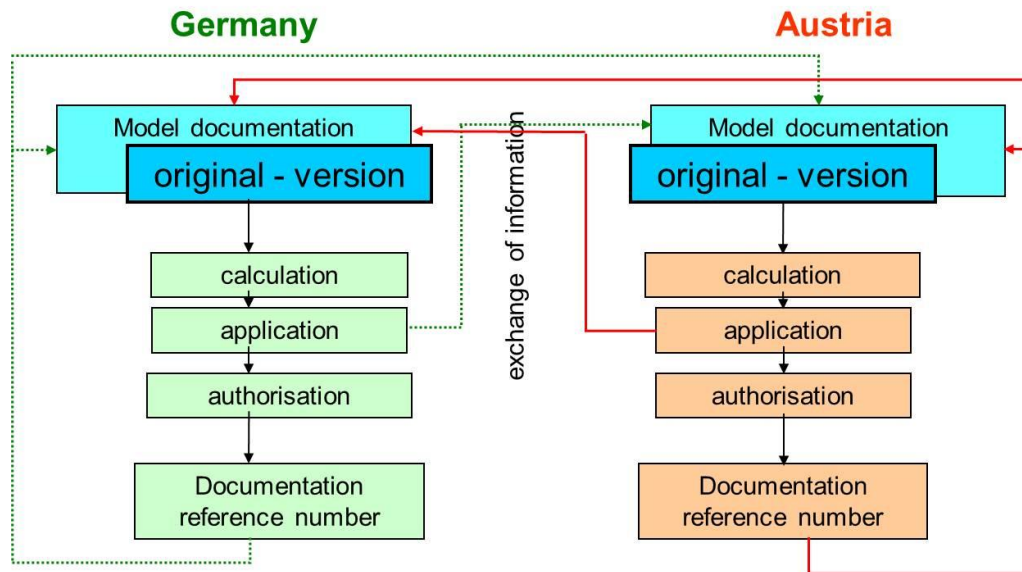 Germany
Austria
Model documentation
original - version
calculation
application
authorisation
Documentation
reference number
exchange of information
Model documentation
original - version
calculation
application
authorisation
Documentation
reference number